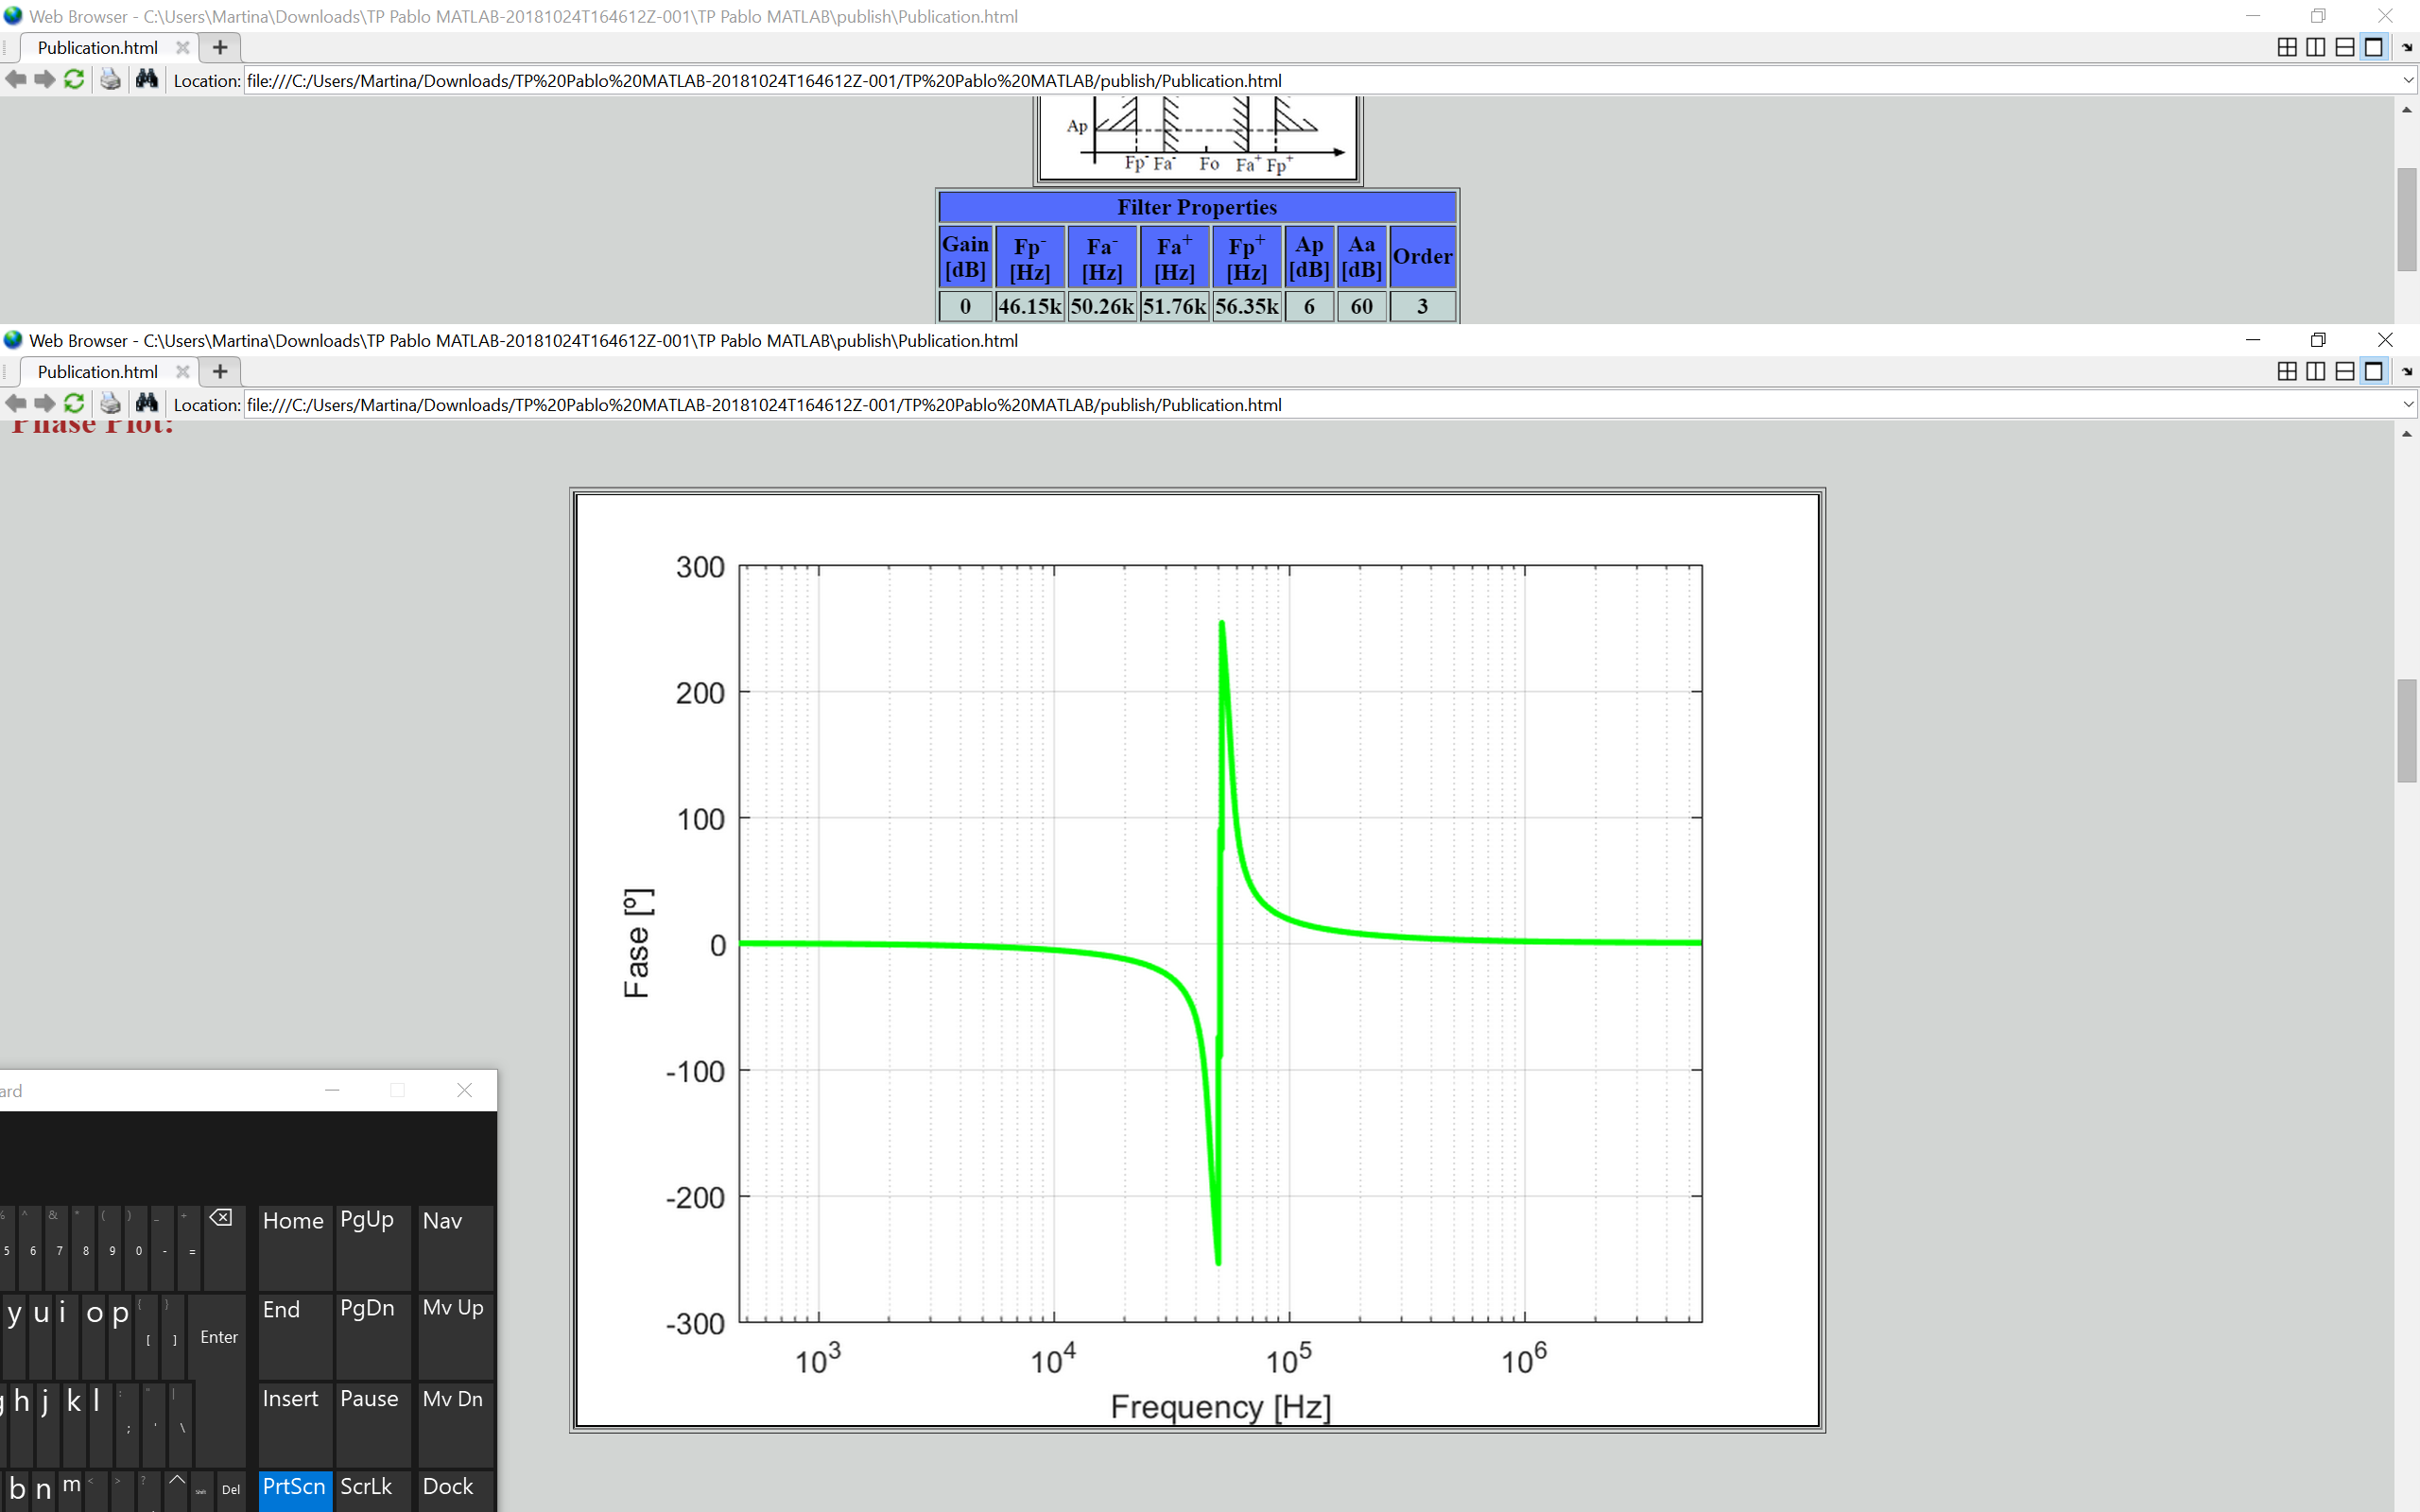 Web Browser - C:\Users\Martina\Downloads\TP Pablo MATLAB-20181024T164612Z-001\TP Pablo MATLAB\publish\Publication.html
Publication.html
Location: file:///C:/Users/Martina/Downloads/TP%20Pablo%20MATLAB-20181024T164612Z-001/TP%20Pablo%20MATLAB/publish/Publication.html
Ap
Fp- Fa- Fo Fa+ Fp+
Filter Properties
Gain [dB] Fp- [Hz] Fa- [Hz] Fa+ [Hz] Fp+ [Hz] Ap [dB] Aa [dB] Order
0 46.15k 50.26k 51.76k 56.35k 6 60 3
Web Browser - C:\Users\Martina\Downloads\TP Pablo MATLAB-20181024T164612Z-001\TP Pablo MATLAB\publish\Publication.html
Publication.html
Location: file:///C:/Users/Martina/Downloads/TP%20Pablo%20MATLAB-20181024T164612Z-001/TP%20Pablo%20MATLAB/publish/Publication.html
Phase Plot:
300
200
100
0
-100
-200
-300
Fase [º]
10^3 10^4 10^5 10^6
Frequency [Hz]
ard
% ^ & * ( ) _ +
5 6 7 8 9 0 - =
Home PgUp Nav
y u i o p { [ } ] Enter
End PgDn Mv Up
g h j k l : ; " ' | \
Insert Pause Mv Dn
b n m < > ? Del
PrtScn ScrLk Dock